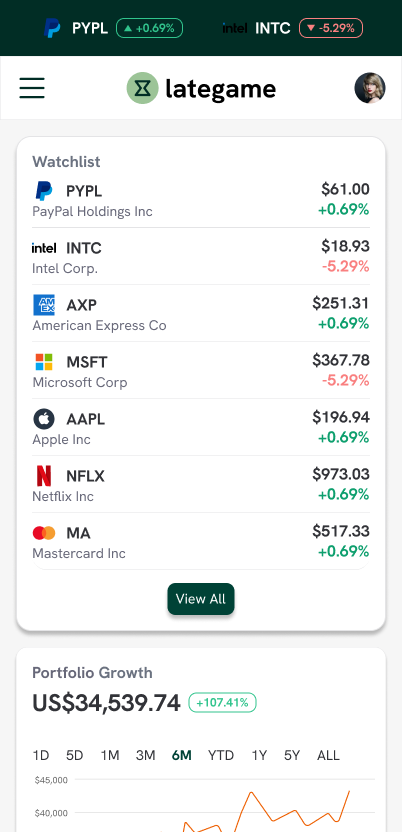 PYPL ▲ +0.69% intel INTC ▼ -5.29%
lategame
Watchlist
PYPL $61.00
PayPal Holdings Inc +0.69%
intel INTC $18.93
Intel Corp. -5.29%
AM EX AXP $251.31
American Express Co +0.69%
MSFT $367.78
Microsoft Corp -5.29%
AAPL $196.94
Apple Inc +0.69%
NFLX $973.03
Netflix Inc +0.69%
MA $517.33
Mastercard Inc +0.69%
View All
Portfolio Growth
US$34,539.74 +107.41%
1D 5D 1M 3M 6M YTD 1Y 5Y ALL
$45,000
$40,000